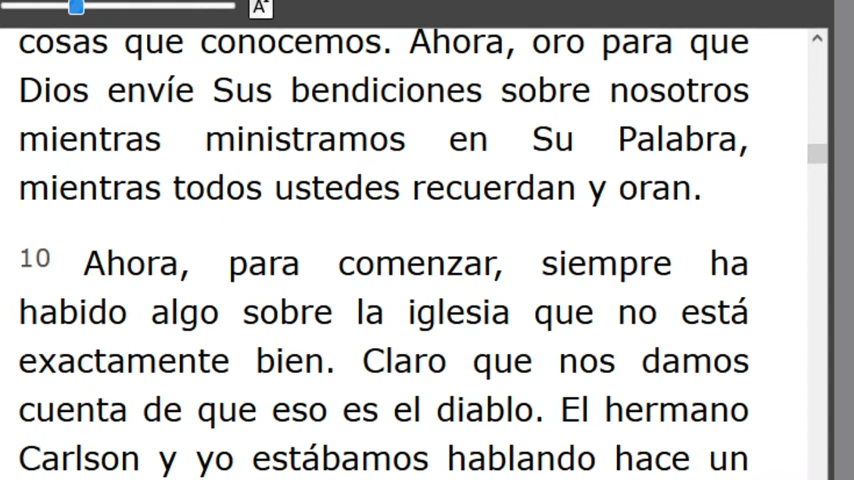 A
cosas que conocemos. Ahora, oro para que
Dios envíe Sus bendiciones sobre nosotros
mientras ministramos en Su Palabra,
mientras todos ustedes recuerdan y oran.
10 Ahora, para comenzar, siempre ha
habido algo sobre la iglesia que no está
exactamente bien. Claro que nos damos
cuenta de que eso es el diablo. El hermano
Carlson y yo estábamos hablando hace un